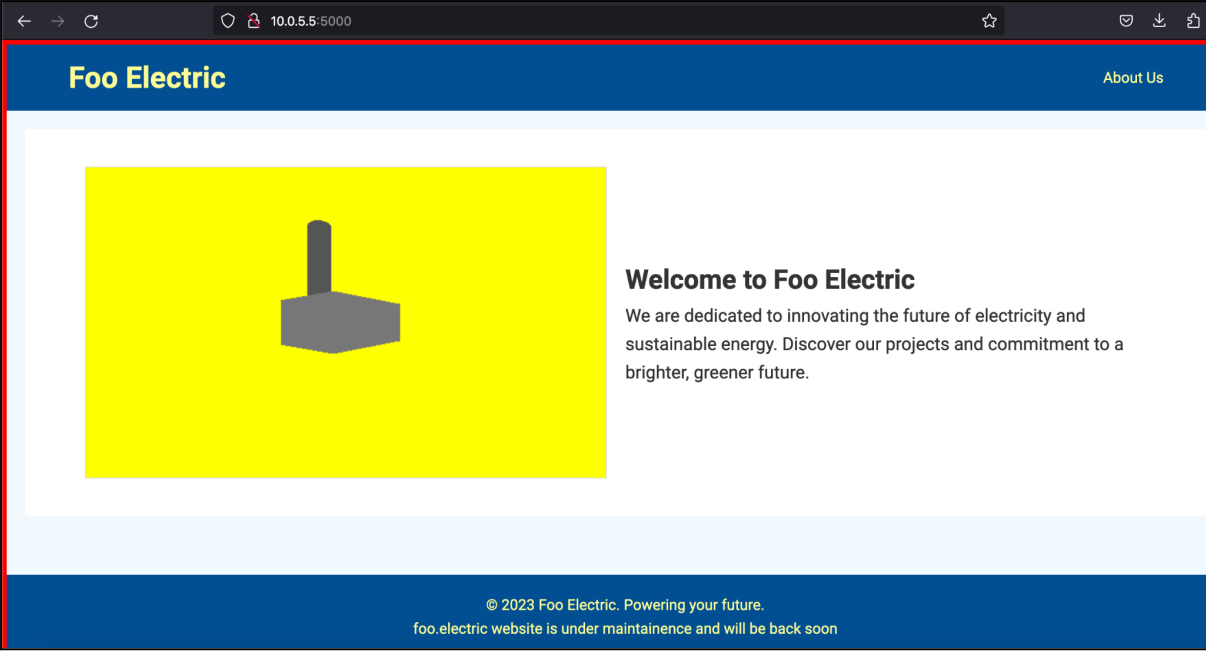 10.0.5.5:5000
Foo Electric
About Us
Welcome to Foo Electric
We are dedicated to innovating the future of electricity and
sustainable energy. Discover our projects and commitment to a
brighter, greener future.
© 2023 Foo Electric. Powering your future.
foo.electric website is under maintainence and will be back soon